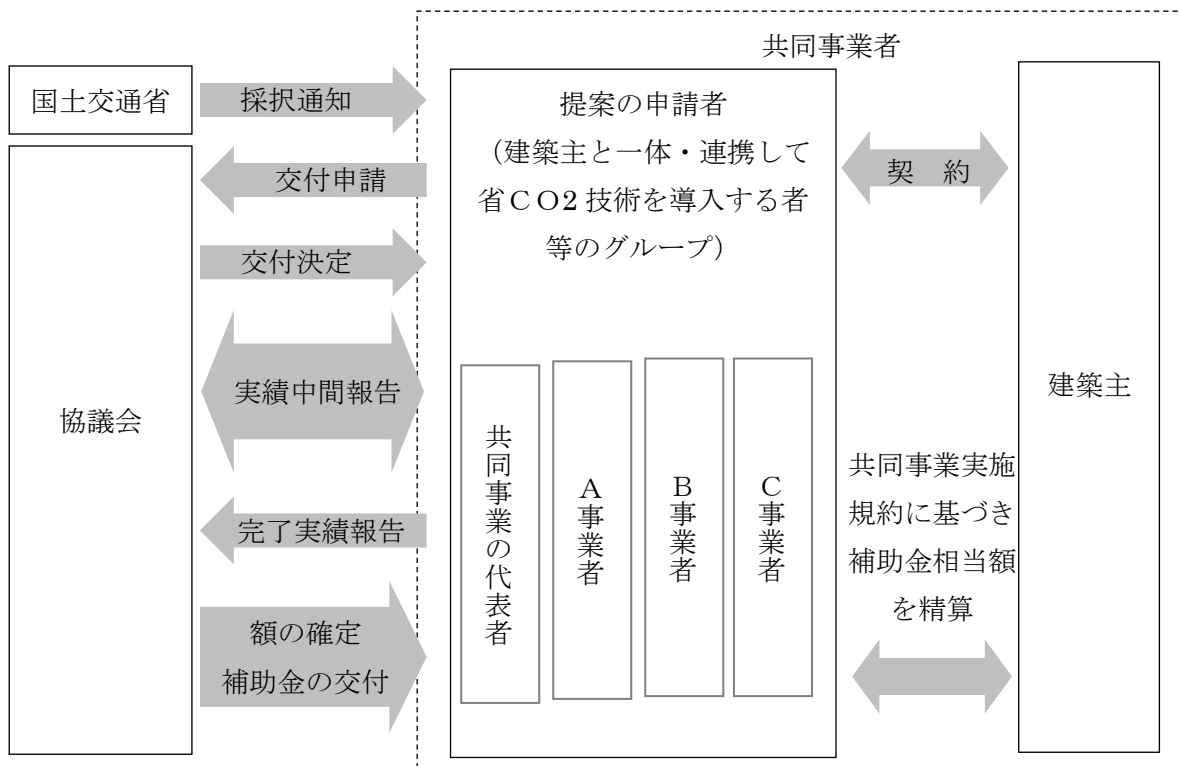 共同事業者
国土交通省
採択通知
交付申請
交付決定
実績中間報告
協議会
完了実績報告
額の確定
補助金の交付
提案の申請者
（建築主と一体・連携して
省ＣＯ2 技術を導入する者
等のグループ）
共同事業の代表者
Ａ事業者
Ｂ事業者
Ｃ事業者
契　約
共同事業実施
規約に基づき
補助金相当額
を精算
建築主